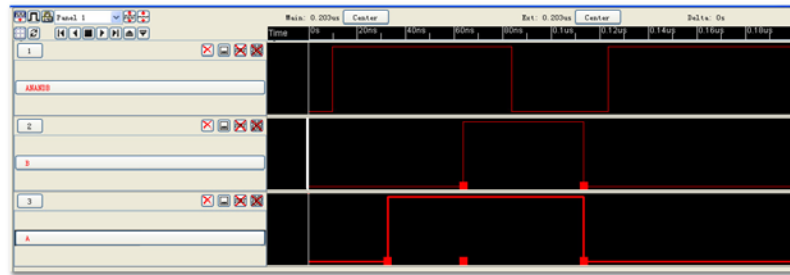 Panel 1 Main: 0.203us Center Ext: 0.203us Center Delta: 0s
Time 0s 20ns 40ns 60ns 80ns 0.1us 0.12us 0.14us 0.16us 0.18us
1
ANANDB
2
B
3
A